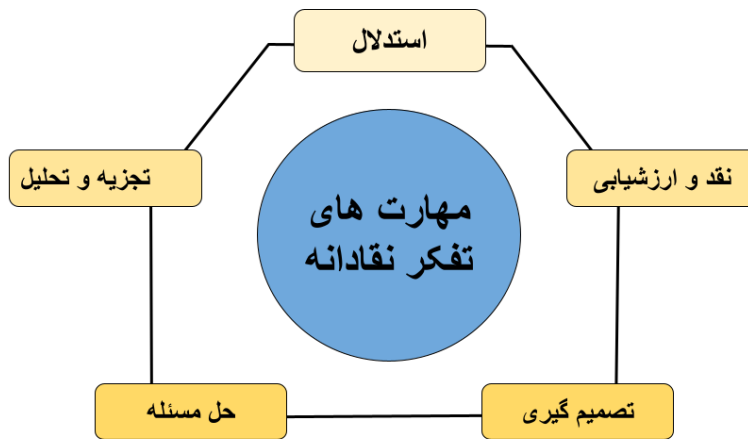 استدلال
نقد و ارزشیابی
تجزیه و تحلیل
مهارت های
تفکر نقادانه
تصمیم گیری
حل مسئله